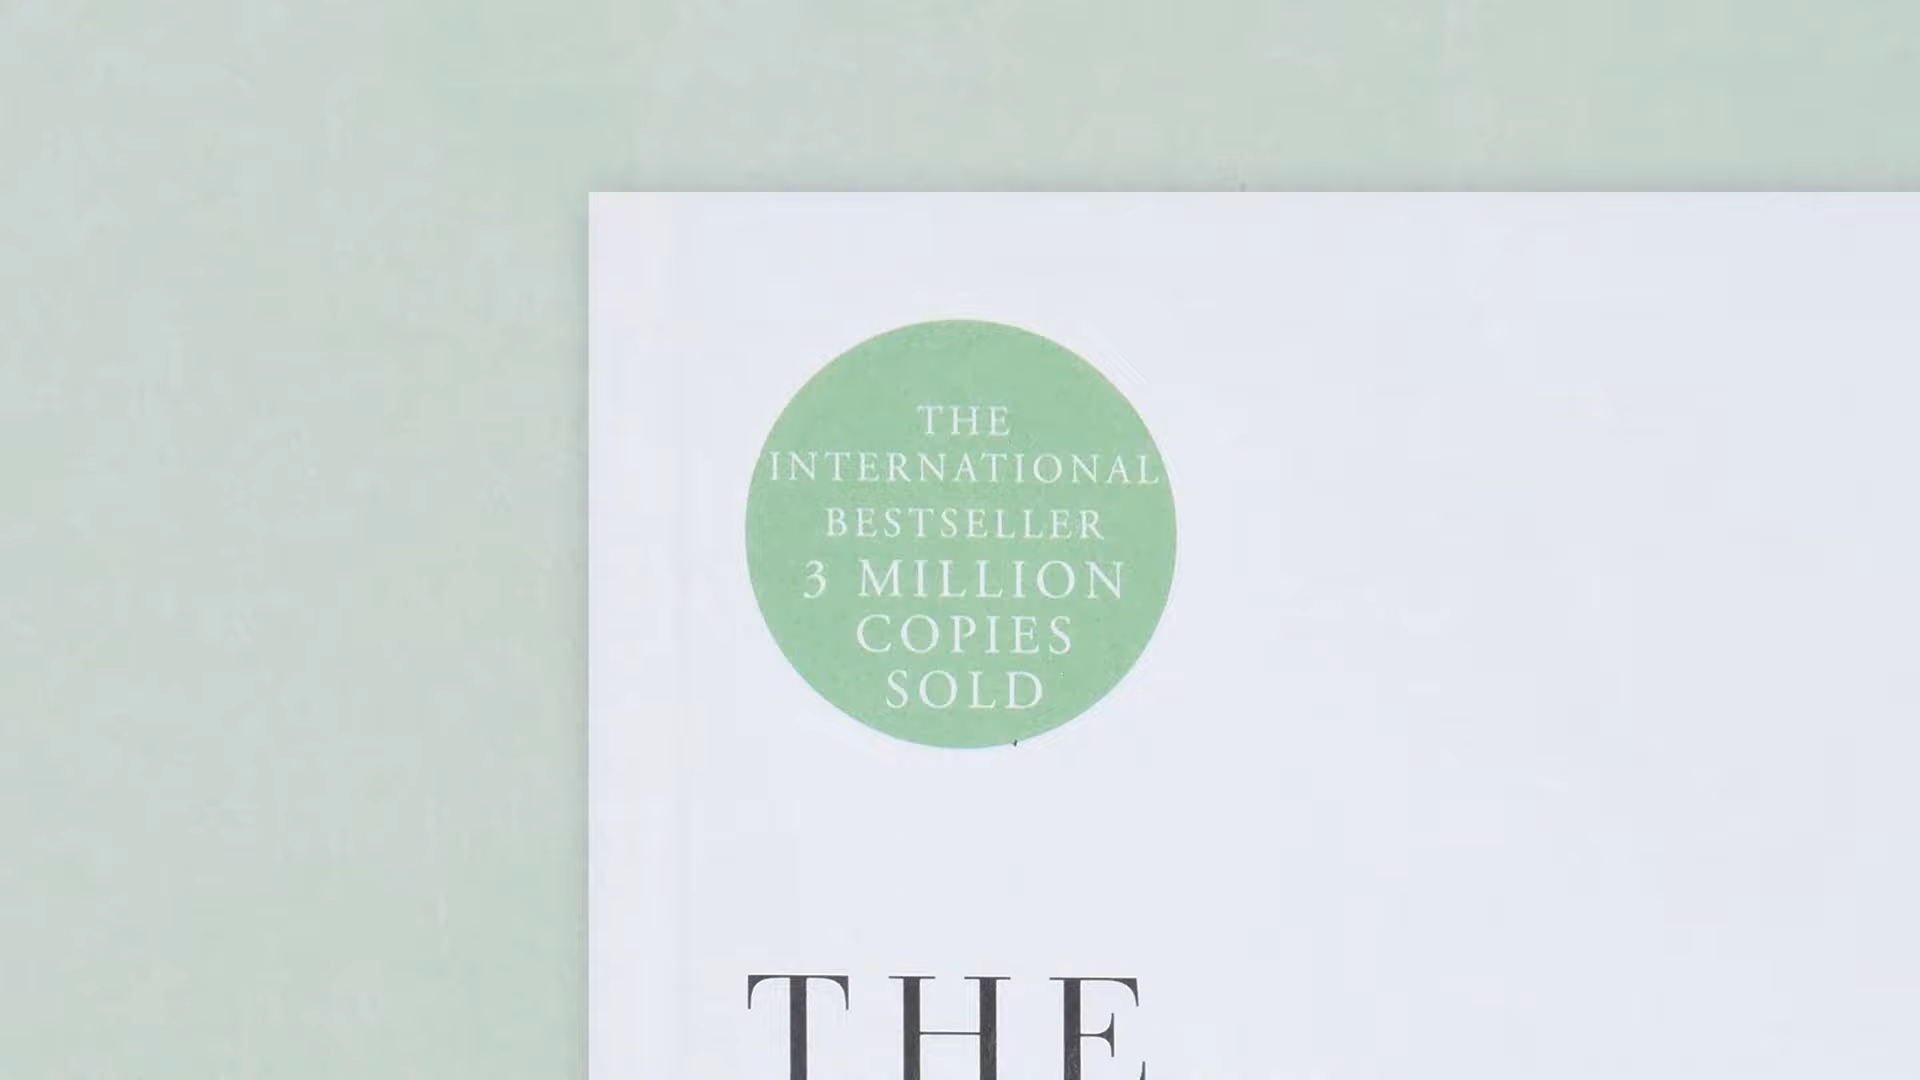 THE
INTERNATIONAL
BESTSELLER
3 MILLION
COPIES
SOLD
THE